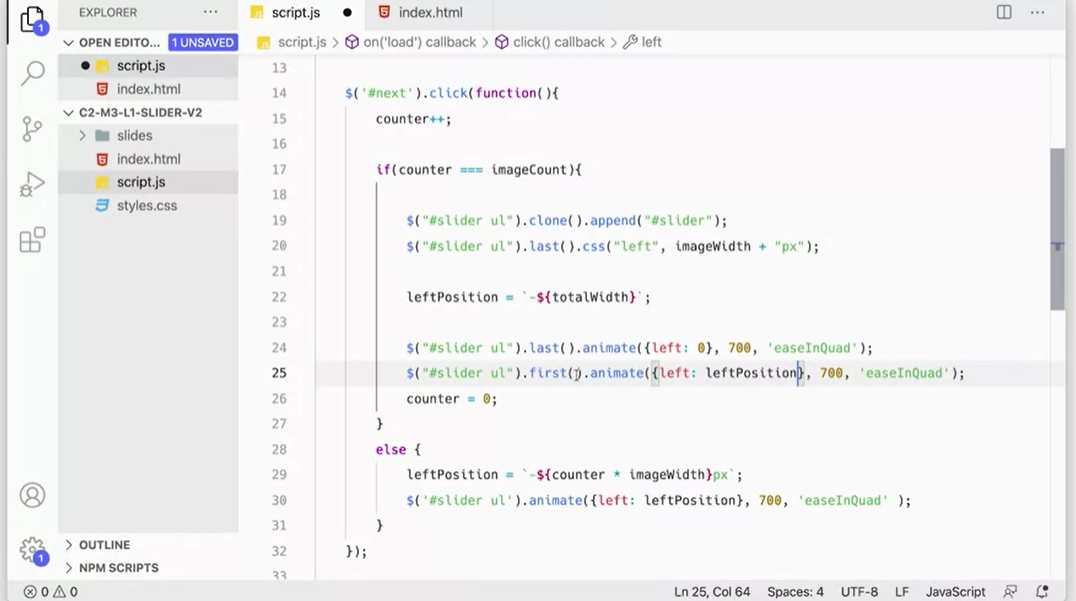 EXPLORER
···
script.js ●
index.html
···
1
OPEN EDITO... 1 UNSAVED
script.js > on('load') callback > click() callback > left
● script.js
index.html
C2-M3-L1-SLIDER-V2
slides
index.html
script.js
styles.css
13
14 $('#next').click(function(){
15 counter++;
16
17 if(counter === imageCount){
18
19 $("#slider ul").clone().append("#slider");
20 $("#slider ul").last().css("left", imageWidth + "px");
21
22 leftPosition = `-${totalWidth}`;
23
24 $("#slider ul").last().animate({left: 0}, 700, 'easeInQuad');
25 $("#slider ul").first().animate({left: leftPosition}, 700, 'easeInQuad');
26 counter = 0;
27 }
28 else {
29 leftPosition = `-${counter * imageWidth}px`;
30 $('#slider ul').animate({left: leftPosition}, 700, 'easeInQuad' );
31 }
32 });
33
OUTLINE
NPM SCRIPTS
1
0 0
Ln 25, Col 64 Spaces: 4 UTF-8 LF JavaScript